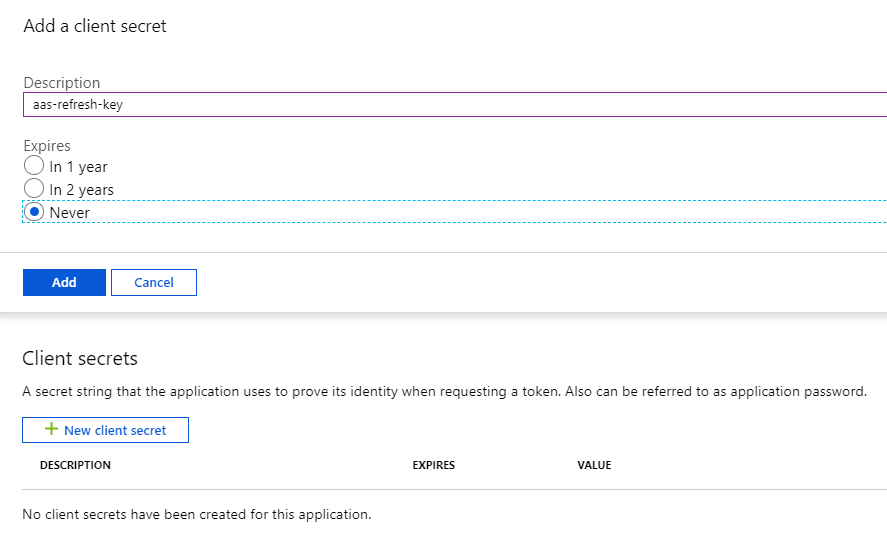 Add a client secret
Description
aas-refresh-key
Expires
In 1 year
In 2 years
Never
Add Cancel
Client secrets
A secret string that the application uses to prove its identity when requesting a token. Also can be referred to as application password.
New client secret
DESCRIPTION EXPIRES VALUE
No client secrets have been created for this application.